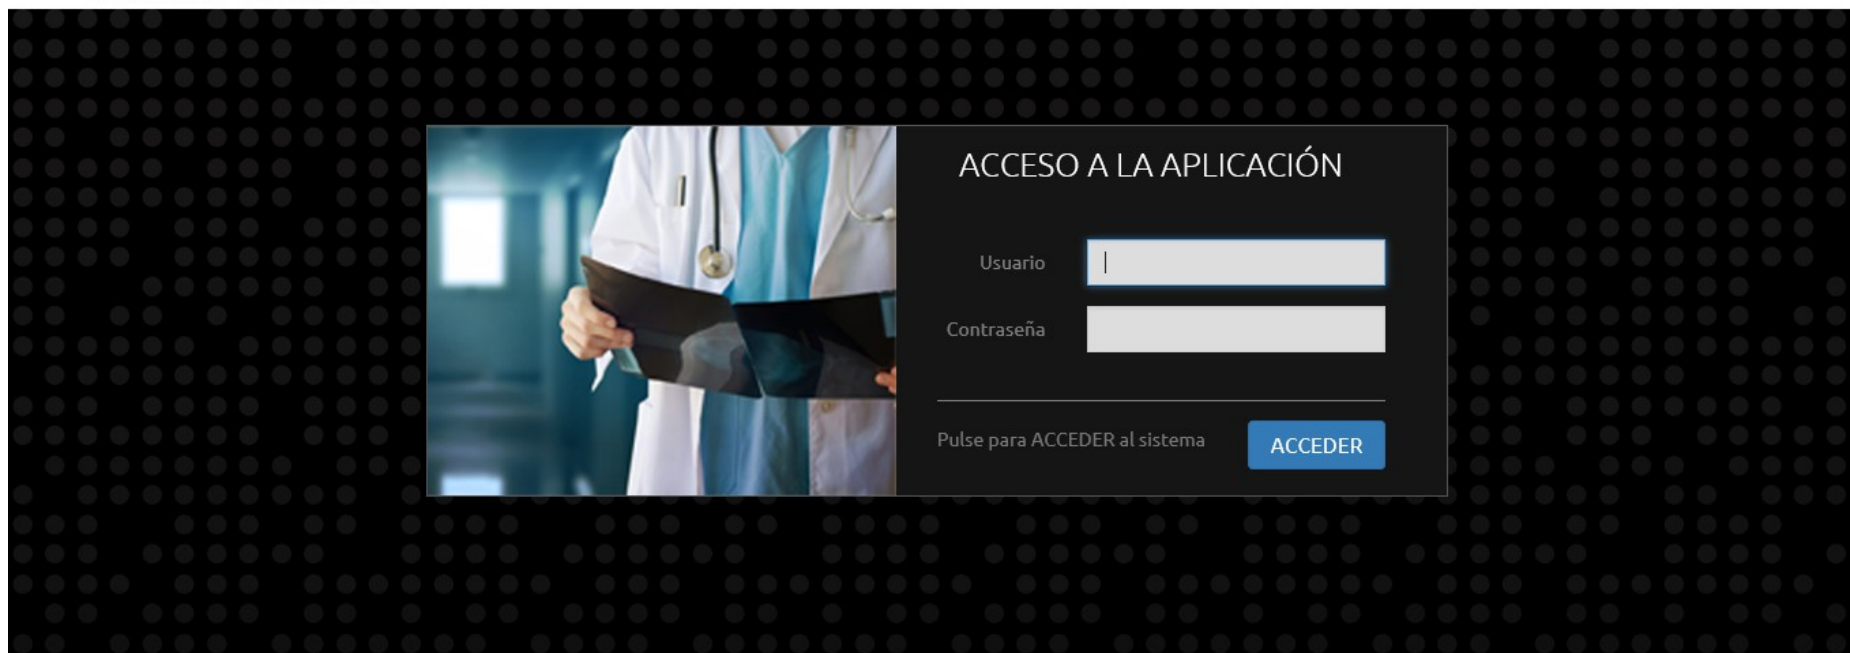 ACCESO A LA APLICACIÓN
Usuario
Contraseña
Pulse para ACCEDER al sistema
ACCEDER